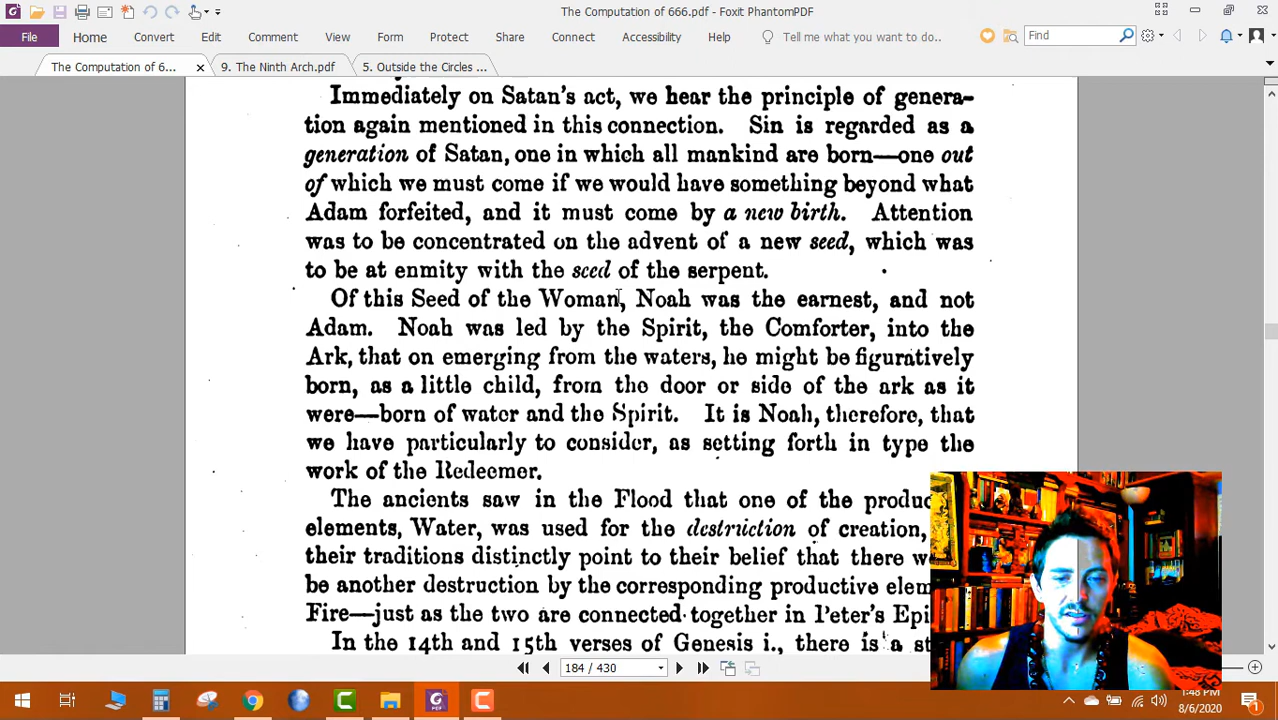 The Computation of 666.pdf - Foxit PhantomPDF
File Home Convert Edit Comment View Form Protect Share Connect Accessibility Help Tell me what you want to do.. Find
The Computation of 6... 9. The Ninth Arch.pdf 5. Outside the Circles ...
Immediately on Satan's act, we hear the principle of genera-
tion again mentioned in this connection. Sin is regarded as a
generation of Satan, one in which all mankind are born—one out
of which we must come if we would have something beyond what
Adam forfeited, and it must come by a new birth. Attention
was to be concentrated on the advent of a new seed, which was
to be at enmity with the seed of the serpent.
Of this Seed of the Woman, Noah was the earnest, and not
Adam. Noah was led by the Spirit, the Comforter, into the
Ark, that on emerging from the waters, he might be figuratively
born, as a little child, from the door or side of the ark as it
were—born of water and the Spirit. It is Noah, therefore, that
we have particularly to consider, as setting forth in type the
work of the Redeemer.
The ancients saw in the Flood that one of the produc
elements, Water, was used for the destruction of creation,
their traditions distinctly point to their belief that there w
be another destruction by the corresponding productive elem
Fire—just as the two are connected together in Peter's Epi
In the 14th and 15th verses of Genesis i., there is a st
184 / 430
1:48 PM
8/6/2020